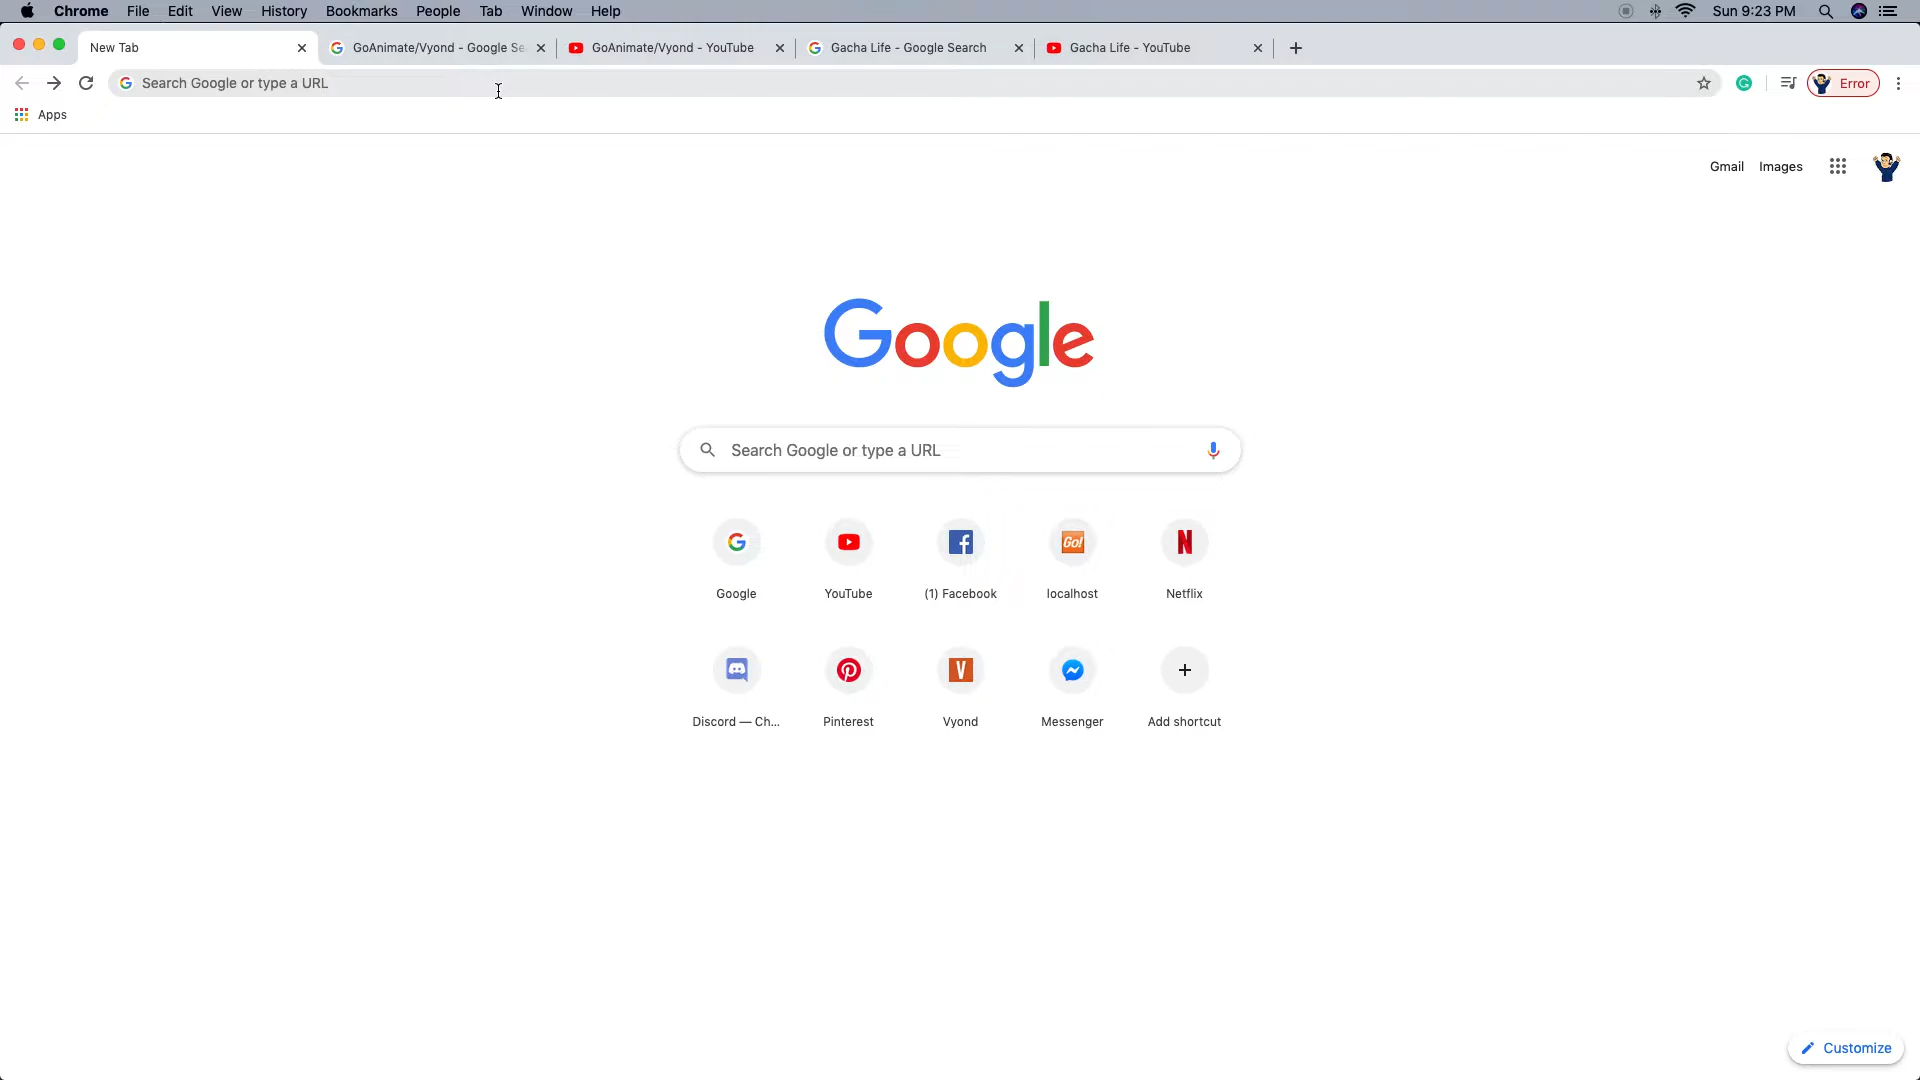 Chrome File Edit View History Bookmarks People Tab Window Help Sun 9:23 PM
New Tab GoAnimate/Vyond - Google Se GoAnimate/Vyond - YouTube Gacha Life - Google Search Gacha Life - YouTube
Search Google or type a URL Error
Apps
Gmail Images
Google
Search Google or type a URL
Go! N
Google YouTube (1) Facebook localhost Netflix
V
Discord — Ch... Pinterest Vyond Messenger Add shortcut
Customize